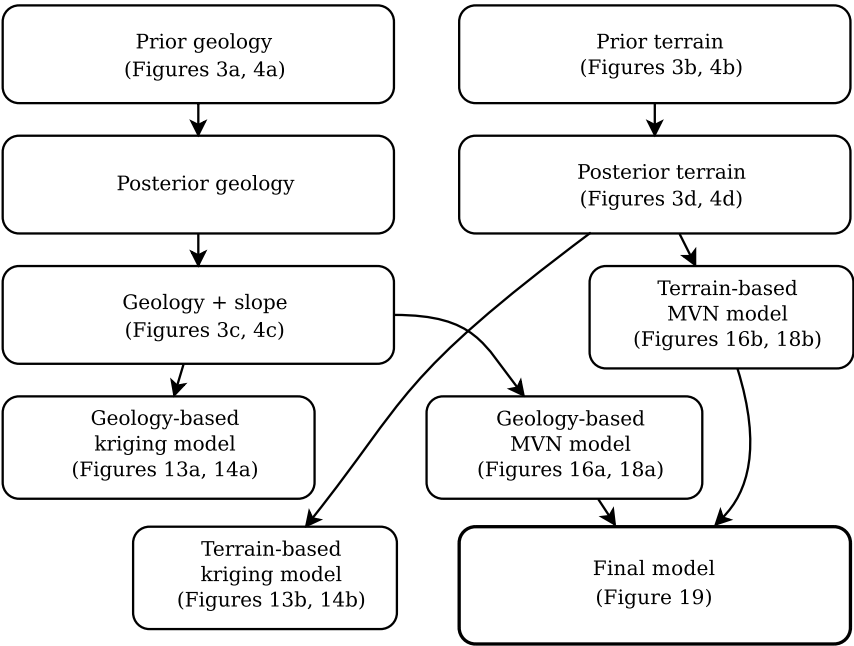 Prior geology
(Figures 3a, 4a)
Prior terrain
(Figures 3b, 4b)
Posterior geology
Posterior terrain
(Figures 3d, 4d)
Geology + slope
(Figures 3c, 4c)
Terrain-based
MVN model
(Figures 16b, 18b)
Geology-based
kriging model
(Figures 13a, 14a)
Geology-based
MVN model
(Figures 16a, 18a)
Terrain-based
kriging model
(Figures 13b, 14b)
Final model
(Figure 19)